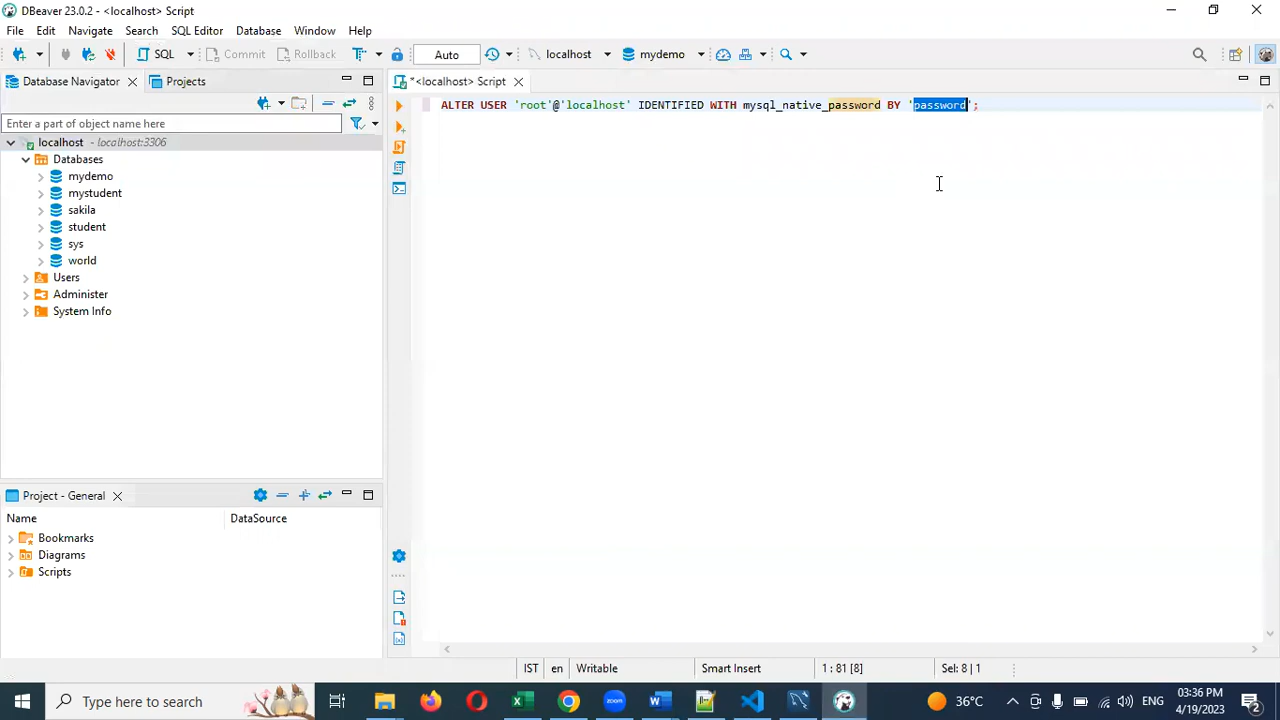 DBeaver 23.0.2 - <localhost> Script
File Edit Navigate Search SQL Editor Database Window Help
SQL Commit Rollback Auto localhost mydemo
Database Navigator Projects
*<localhost> Script
Enter a part of object name here
localhost - localhost:3306
Databases
mydemo
mystudent
sakila
student
sys
world
Users
Administer
System Info
ALTER USER 'root'@'localhost' IDENTIFIED WITH mysql_native_password BY 'password';
Project - General
Name DataSource
Bookmarks
Diagrams
Scripts
IST en Writable Smart Insert 1 : 81 [8] Sel: 8 | 1
Type here to search
36°C ENG
03:36 PM
4/19/2023
2